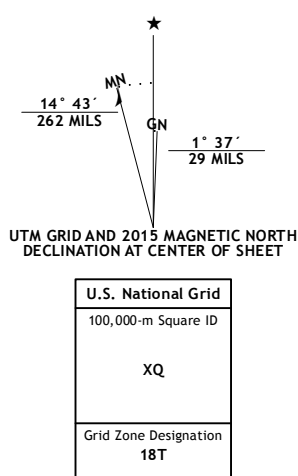 ★
MN
14° 43´
262 MILS
GN
1° 37´
29 MILS
UTM GRID AND 2015 MAGNETIC NORTH
DECLINATION AT CENTER OF SHEET
U.S. National Grid
100,000-m Square ID
XQ
Grid Zone Designation
18T